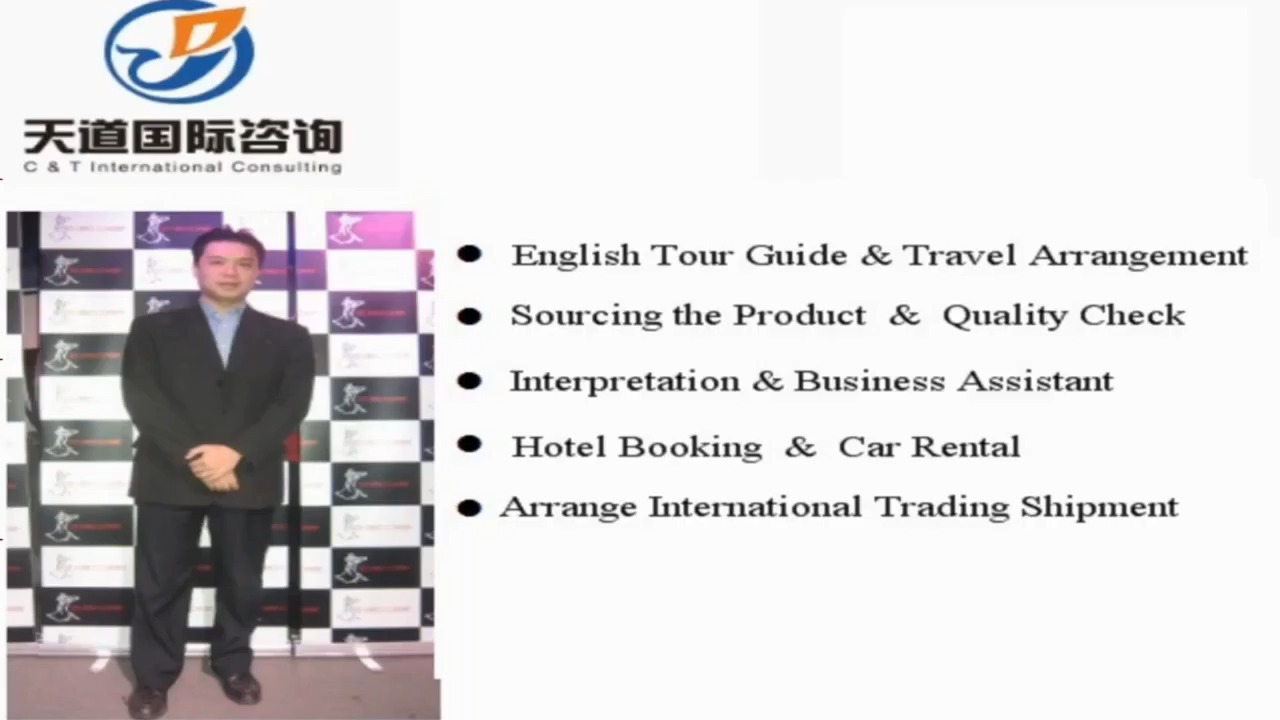 天道国际咨询
C & T International Consulting
English Tour Guide & Travel Arrangement
Sourcing the Product & Quality Check
Interpretation & Business Assistant
Hotel Booking & Car Rental
Arrange International Trading Shipment